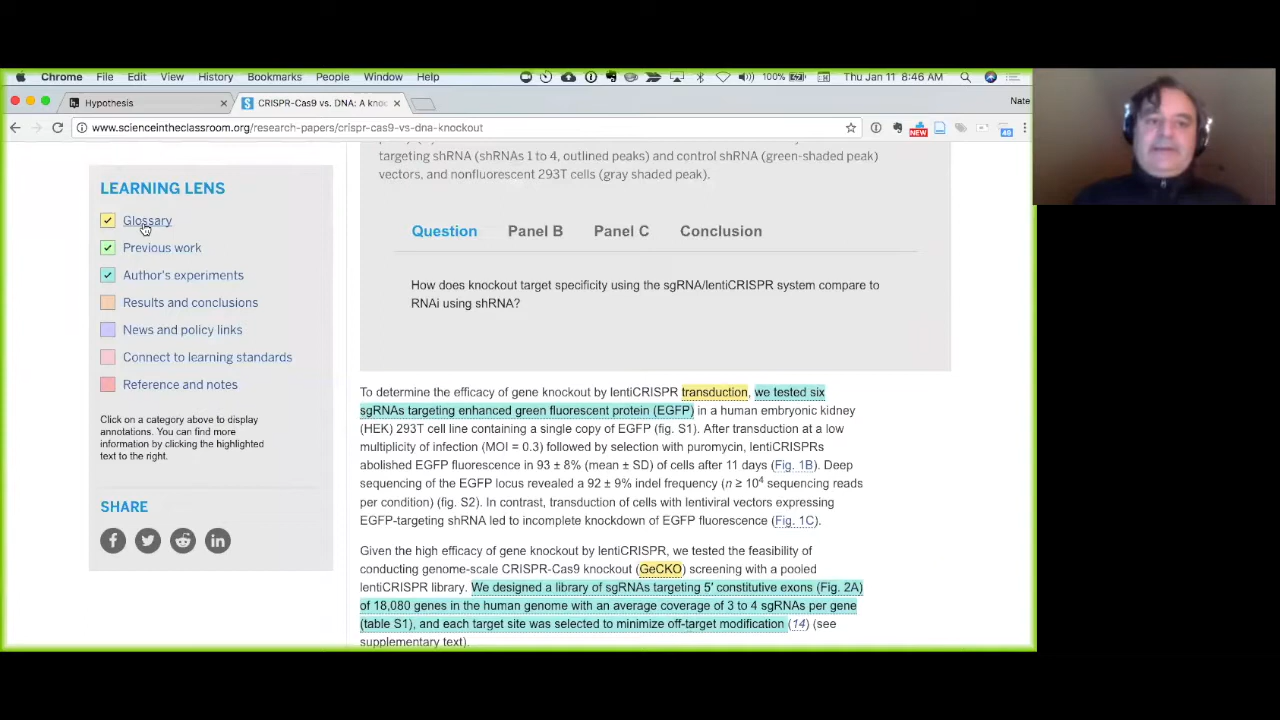 Chrome File Edit View History Bookmarks People Window Help 100% Thu Jan 11 8:46 AM
Hypothesis × CRISPR-Cas9 vs. DNA: A kno ×
Nate
www.scienceintheclassroom.org/research-papers/crispr-cas9-vs-dna-knockout
NEW
targeting shRNA (shRNAs 1 to 4, outlined peaks) and control shRNA (green-shaded peak)
vectors, and nonfluorescent 293T cells (gray shaded peak).
LEARNING LENS
Glossary
Previous work
Author's experiments
Results and conclusions
News and policy links
Connect to learning standards
Reference and notes
Click on a category above to display
annotations. You can find more
information by clicking the highlighted
text to the right.
SHARE
Question Panel B Panel C Conclusion
How does knockout target specificity using the sgRNA/lentiCRISPR system compare to
RNAi using shRNA?
To determine the efficacy of gene knockout by lentiCRISPR transduction, we tested six
sgRNAs targeting enhanced green fluorescent protein (EGFP) in a human embryonic kidney
(HEK) 293T cell line containing a single copy of EGFP (fig. S1). After transduction at a low
multiplicity of infection (MOI = 0.3) followed by selection with puromycin, lentiCRISPRs
abolished EGFP fluorescence in 93 ± 8% (mean ± SD) of cells after 11 days (Fig. 1B). Deep
sequencing of the EGFP locus revealed a 92 ± 9% indel frequency (n ≥ 10⁴ sequencing reads
per condition) (fig. S2). In contrast, transduction of cells with lentiviral vectors expressing
EGFP-targeting shRNA led to incomplete knockdown of EGFP fluorescence (Fig. 1C).
Given the high efficacy of gene knockout by lentiCRISPR, we tested the feasibility of
conducting genome-scale CRISPR-Cas9 knockout (GeCKO) screening with a pooled
lentiCRISPR library. We designed a library of sgRNAs targeting 5′ constitutive exons (Fig. 2A)
of 18,080 genes in the human genome with an average coverage of 3 to 4 sgRNAs per gene
(table S1), and each target site was selected to minimize off-target modification (14) (see
supplementary text).